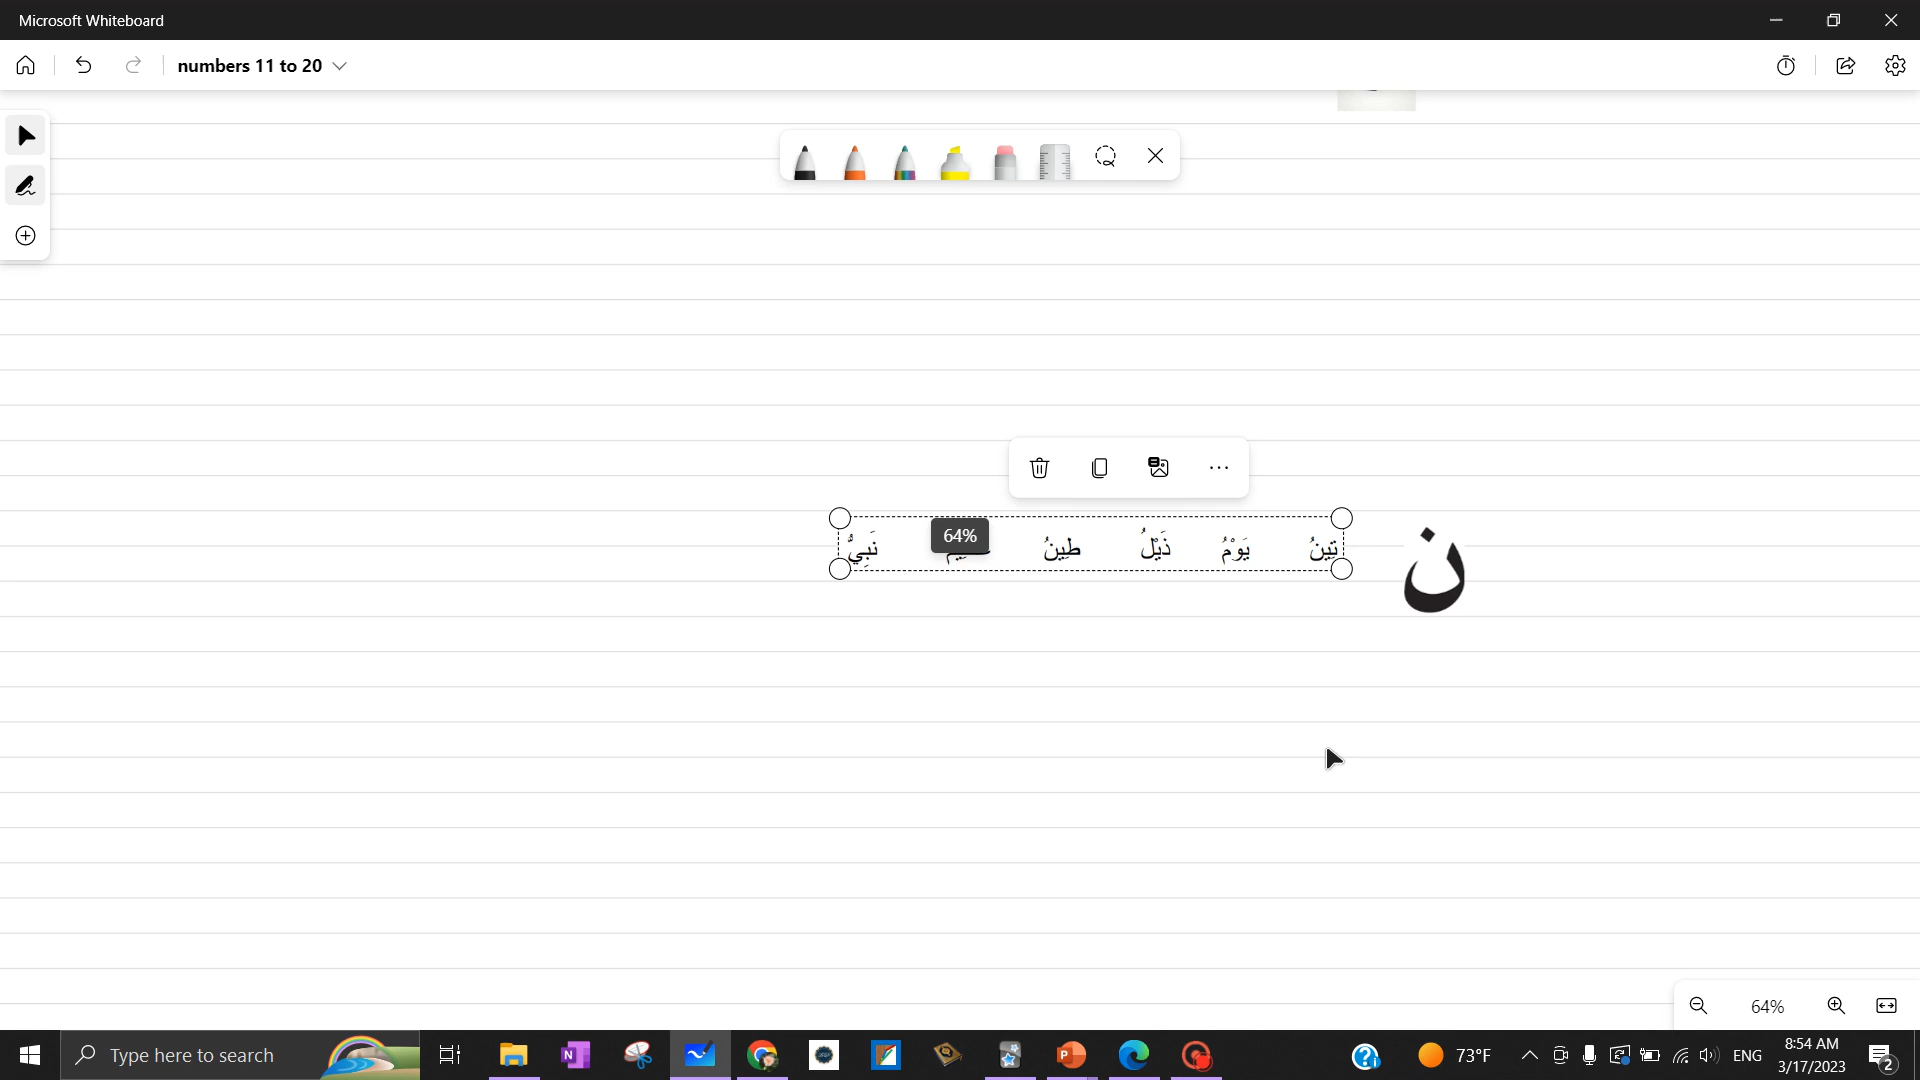 Microsoft Whiteboard
numbers 11 to 20
64%
تِينُ يَوْمُ ذَيْلُ طِينُ نَبِيُّ
ن
64%
Type here to search
73°F
ENG
8:54 AM
3/17/2023
2